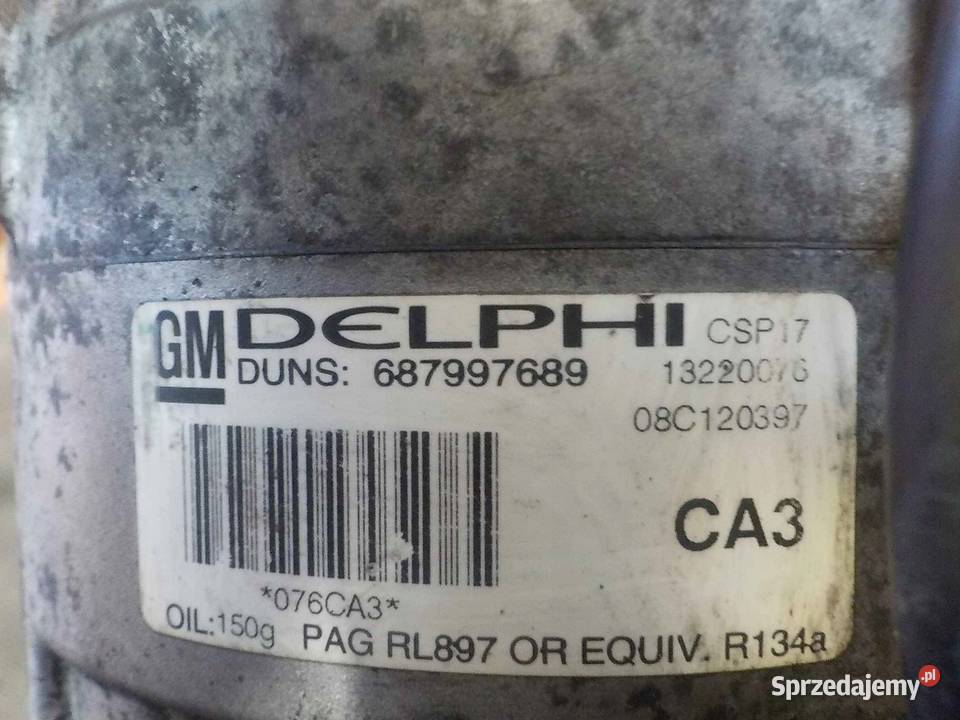 GM DELPHI CSP17
DUNS: 687997689 13220076
08C120397
CA3
*076CA3*
OIL:150g PAG RL897 OR EQUIV. R134a
Sprzedajemy.pl